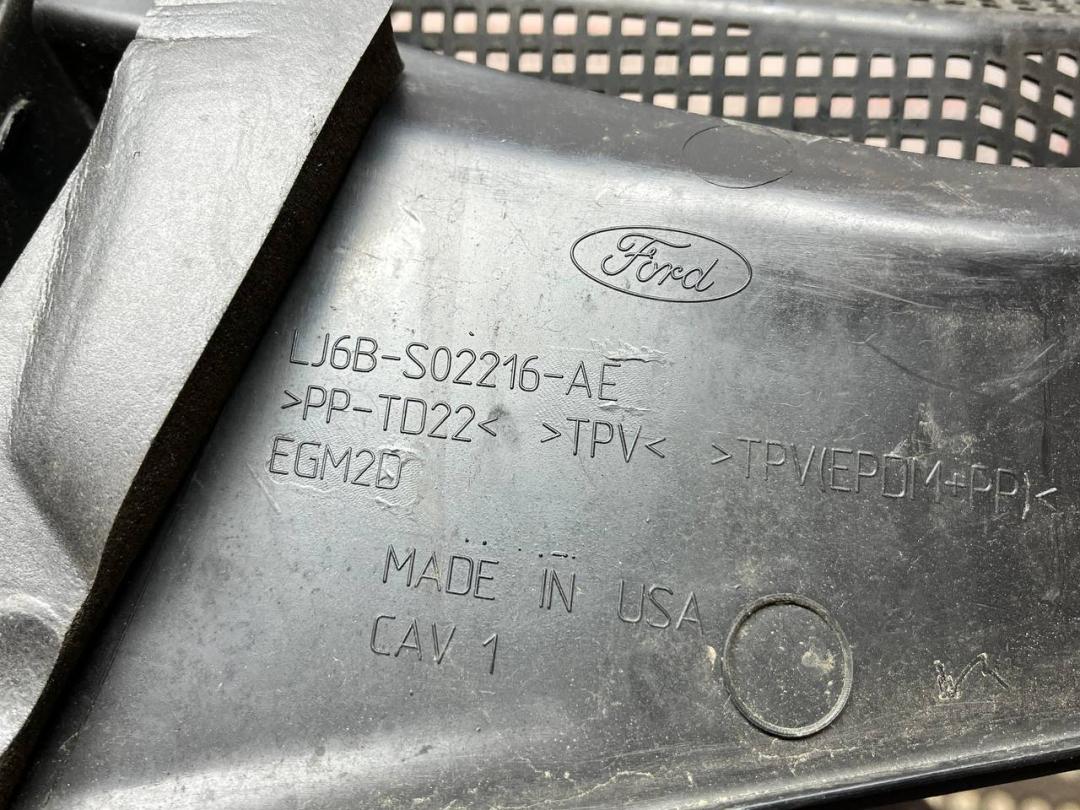 Ford
LJ6B-S02216-AE
>PP-TD22< >TPV< >TPV(EPDM+PP)<
EGM2D
MADE IN USA
CAV 1